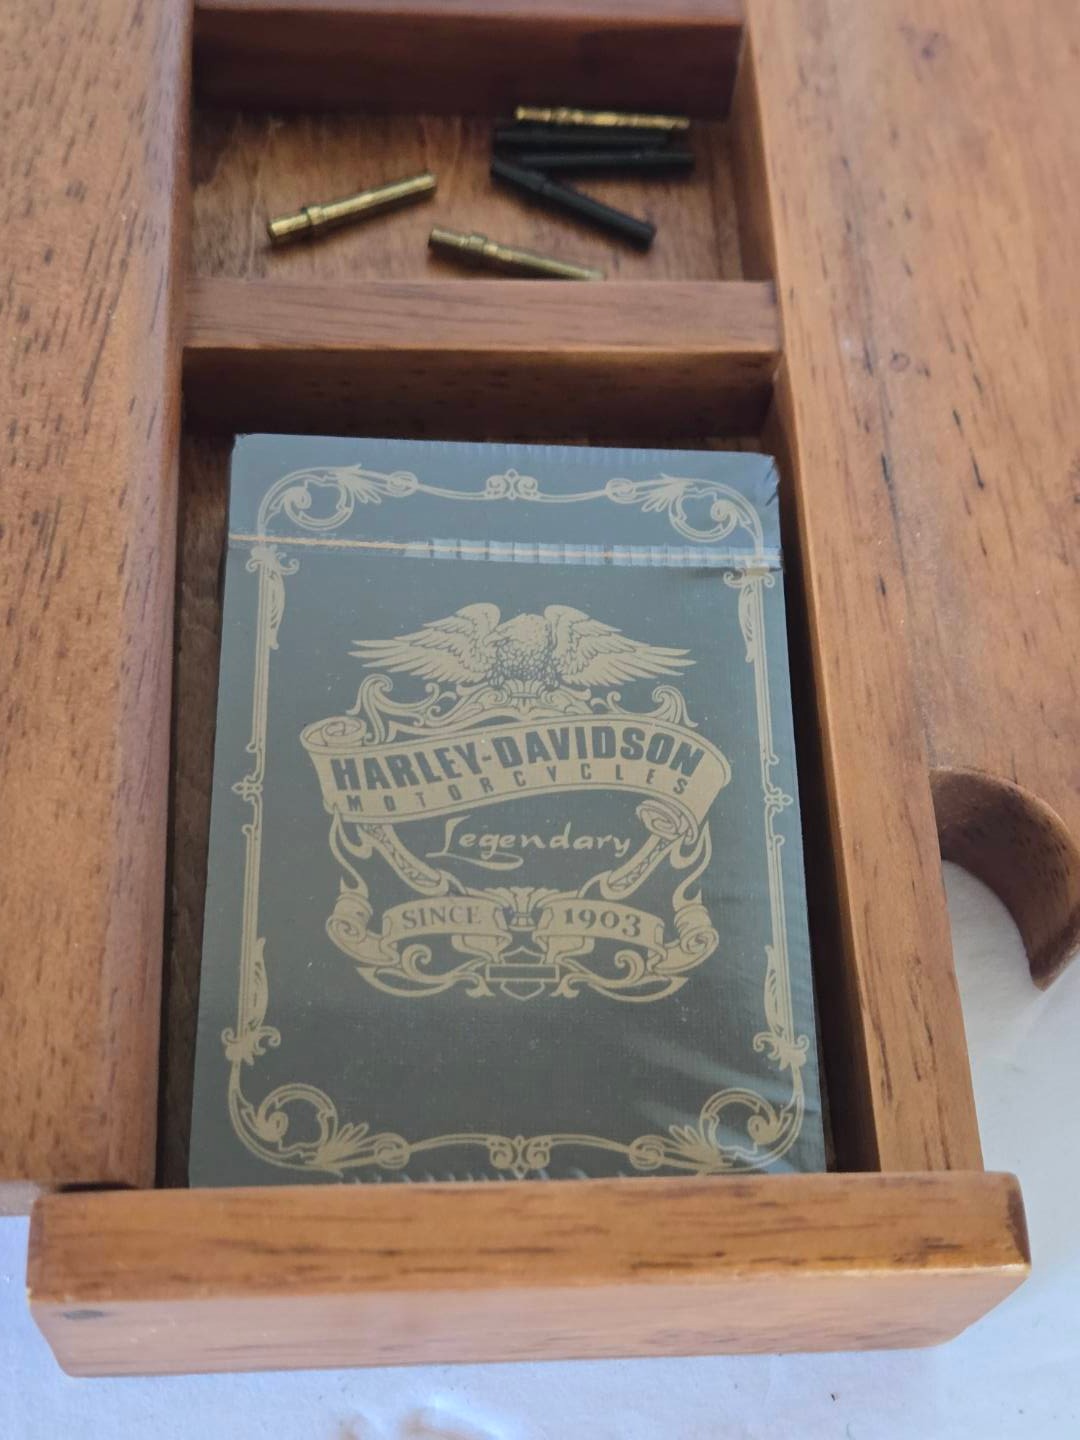 HARLEY-DAVIDSON
MOTORCYCLES
Legendary
SINCE 1903